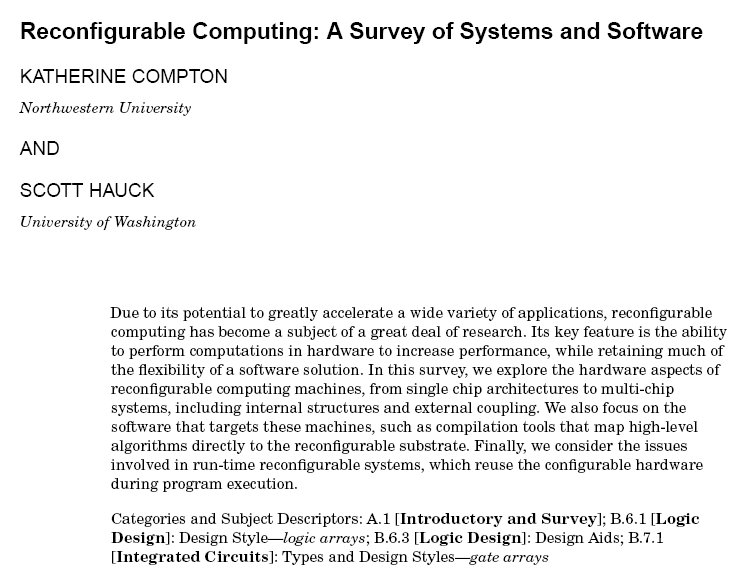 Reconfigurable Computing: A Survey of Systems and Software
KATHERINE COMPTON
Northwestern University
AND
SCOTT HAUCK
University of Washington
Due to its potential to greatly accelerate a wide variety of applications, reconfigurable
computing has become a subject of a great deal of research. Its key feature is the ability
to perform computations in hardware to increase performance, while retaining much of
the flexibility of a software solution. In this survey, we explore the hardware aspects of
reconfigurable computing machines, from single chip architectures to multi-chip
systems, including internal structures and external coupling. We also focus on the
software that targets these machines, such as compilation tools that map high-level
algorithms directly to the reconfigurable substrate. Finally, we consider the issues
involved in run-time reconfigurable systems, which reuse the configurable hardware
during program execution.
Categories and Subject Descriptors: A.1 [Introductory and Survey]; B.6.1 [Logic
Design]: Design Style—logic arrays; B.6.3 [Logic Design]: Design Aids; B.7.1
[Integrated Circuits]: Types and Design Styles—gate arrays